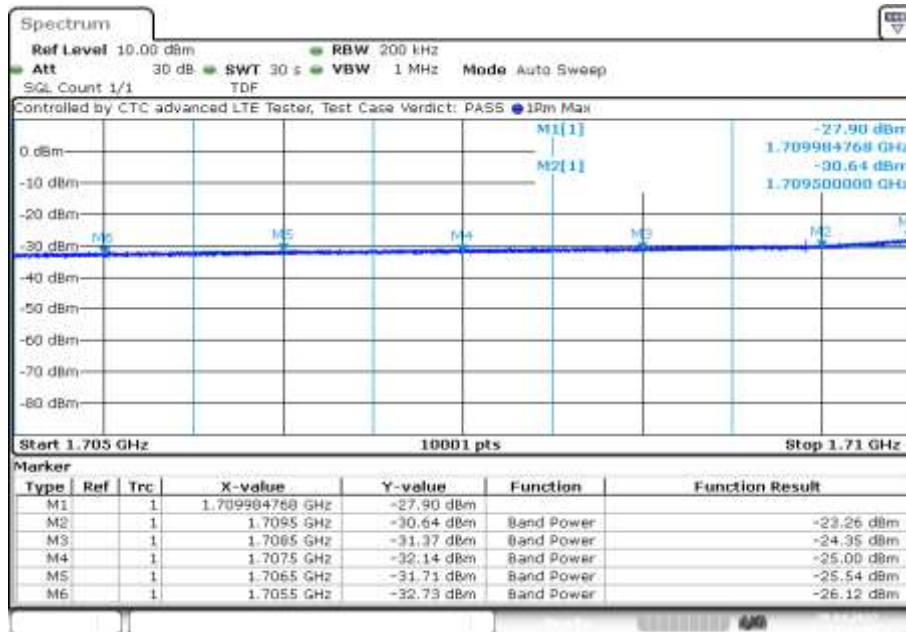 Spectrum
Ref Level 10.00 dBm RBW 200 kHz
Att 30 dB SWT 30 s VBW 1 MHz Mode Auto Sweep
SGL Count 1/1 TDF
Controlled by CTC advanced LTE Tester, Test Case Verdict: PASS 1Rm Max
M1[1] -27.90 dBm
1.709984768 GHz
0 dBm
M2[1] -30.64 dBm
-10 dBm 1.709500000 GHz
-20 dBm
M6 M5 M4 M3 M2 M
-30 dBm
-40 dBm
-50 dBm
-60 dBm
-70 dBm
-80 dBm
Start 1.705 GHz 10001 pts Stop 1.71 GHz
Marker
Type Ref Trc X-value Y-value Function Function Result
M1 1 1.709984768 GHz -27.90 dBm
M2 1 1.7095 GHz -30.64 dBm Band Power -23.26 dBm
M3 1 1.7085 GHz -31.37 dBm Band Power -24.35 dBm
M4 1 1.7075 GHz -32.14 dBm Band Power -25.00 dBm
M5 1 1.7065 GHz -31.71 dBm Band Power -25.54 dBm
M6 1 1.7055 GHz -32.73 dBm Band Power -26.12 dBm